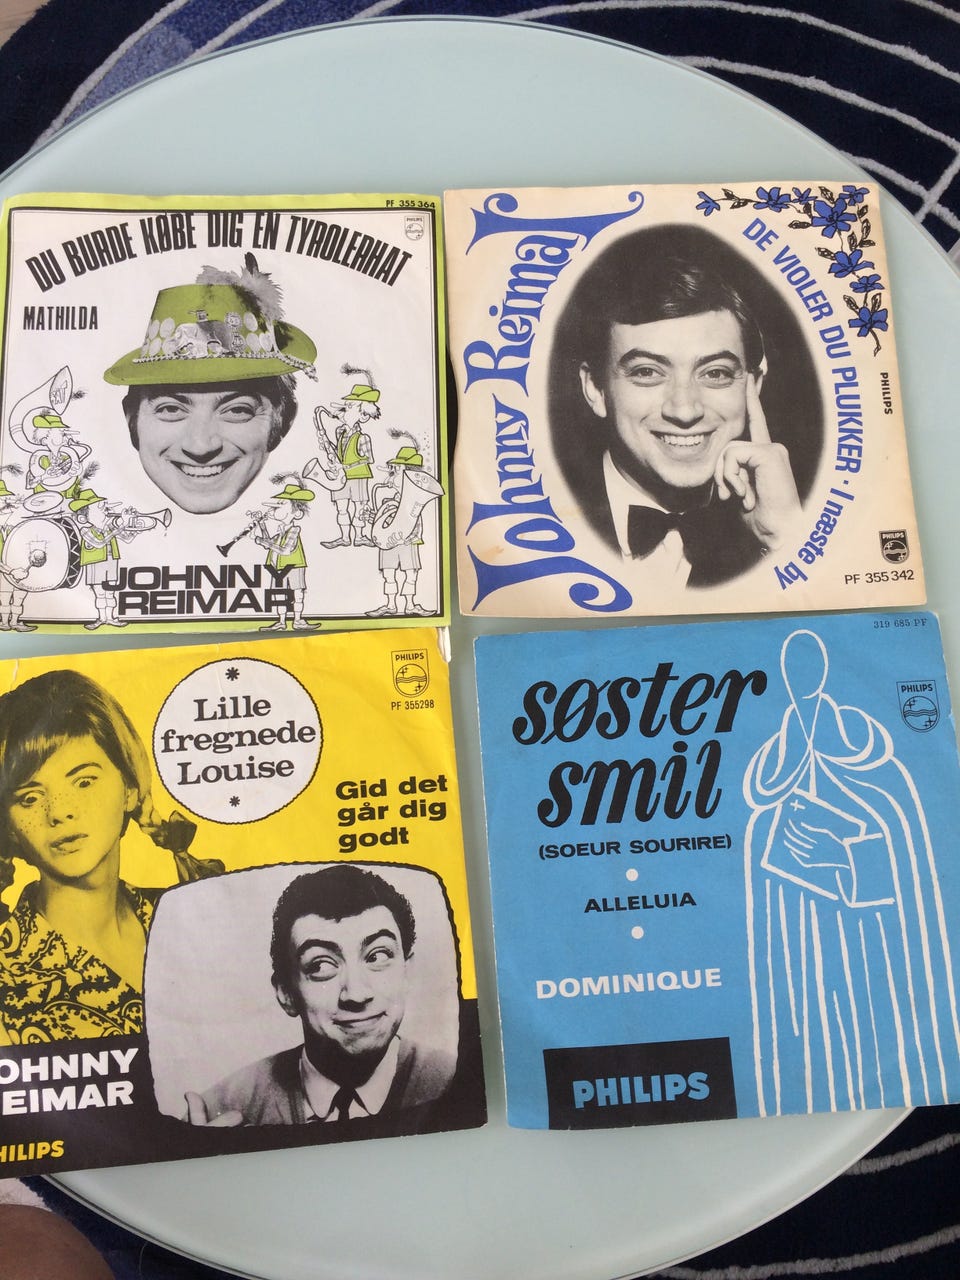 PF 355 364
DU BURDE KØBE DIG EN TYROLERHAT
PHILIPS
MATHILDA
JOHNNY
REIMAR
Johnny Reimar
DE VIOLER DU PLUKKER · I næste by
PHILIPS
PHILIPS
PF 355 342
Lille
fregnede
Louise
PHILIPS
PF 355298
Gid det
går dig
godt
OHNNY
EIMAR
HILIPS
319 685 PF
søster
smil
PHILIPS
(SOEUR SOURIRE)
ALLELUIA
DOMINIQUE
PHILIPS